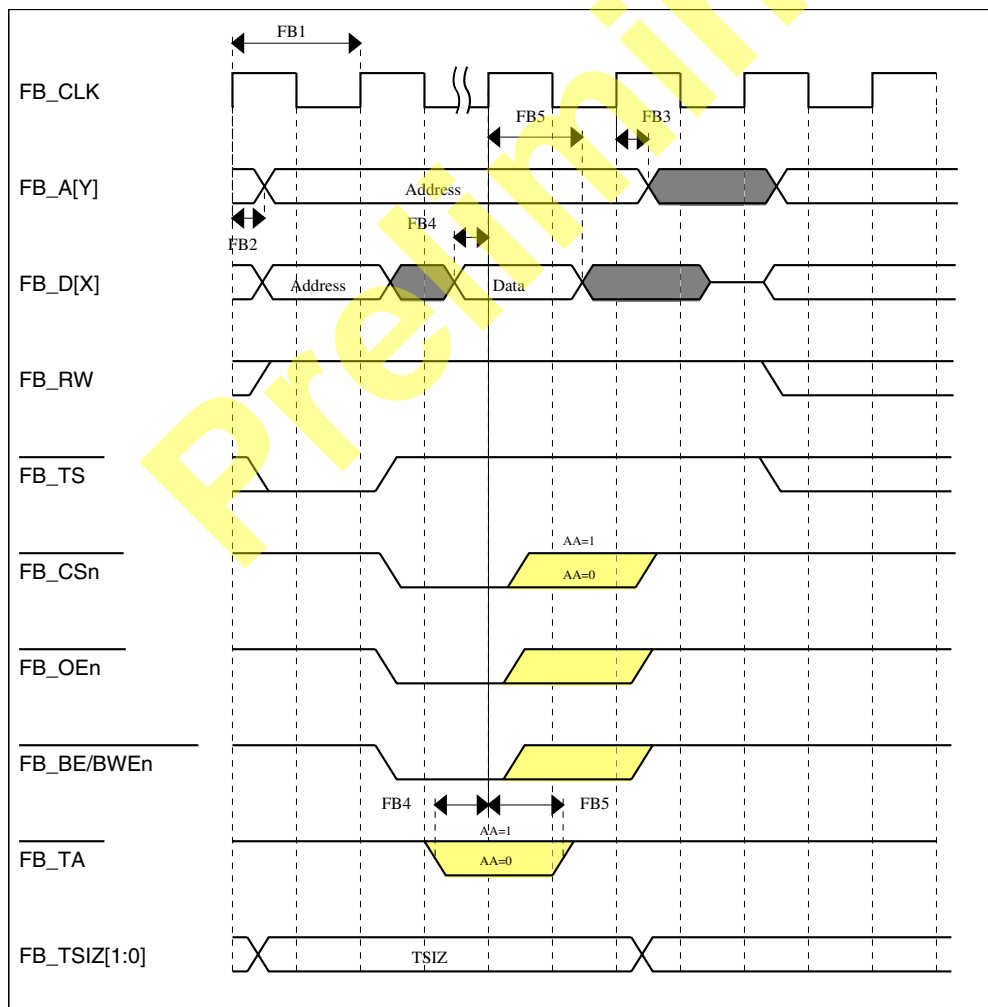 FB1
FB_CLK
FB5
FB3
FB_A[Y]
Address
FB4
FB2
FB_D[X]
Address
Data
FB_RW
FB_TS
AA=1
FB_CSn
AA=0
FB_OEn
FB_BE/BWEn
FB4
FB5
AA=1
FB_TA
AA=0
FB_TSIZ[1:0]
TSIZ
Prelimin